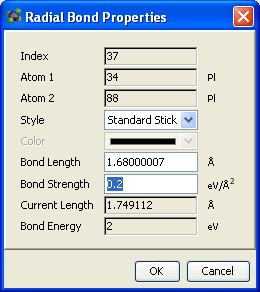 Radial Bond Properties
Index 37
Atom 1 34 Pl
Atom 2 88 Pl
Style Standard Stick
Color
Bond Length 1.68000007 Å
Bond Strength 0.2 eV/Å²
Current Length 1.749112 Å
Bond Energy 2 eV
OK Cancel